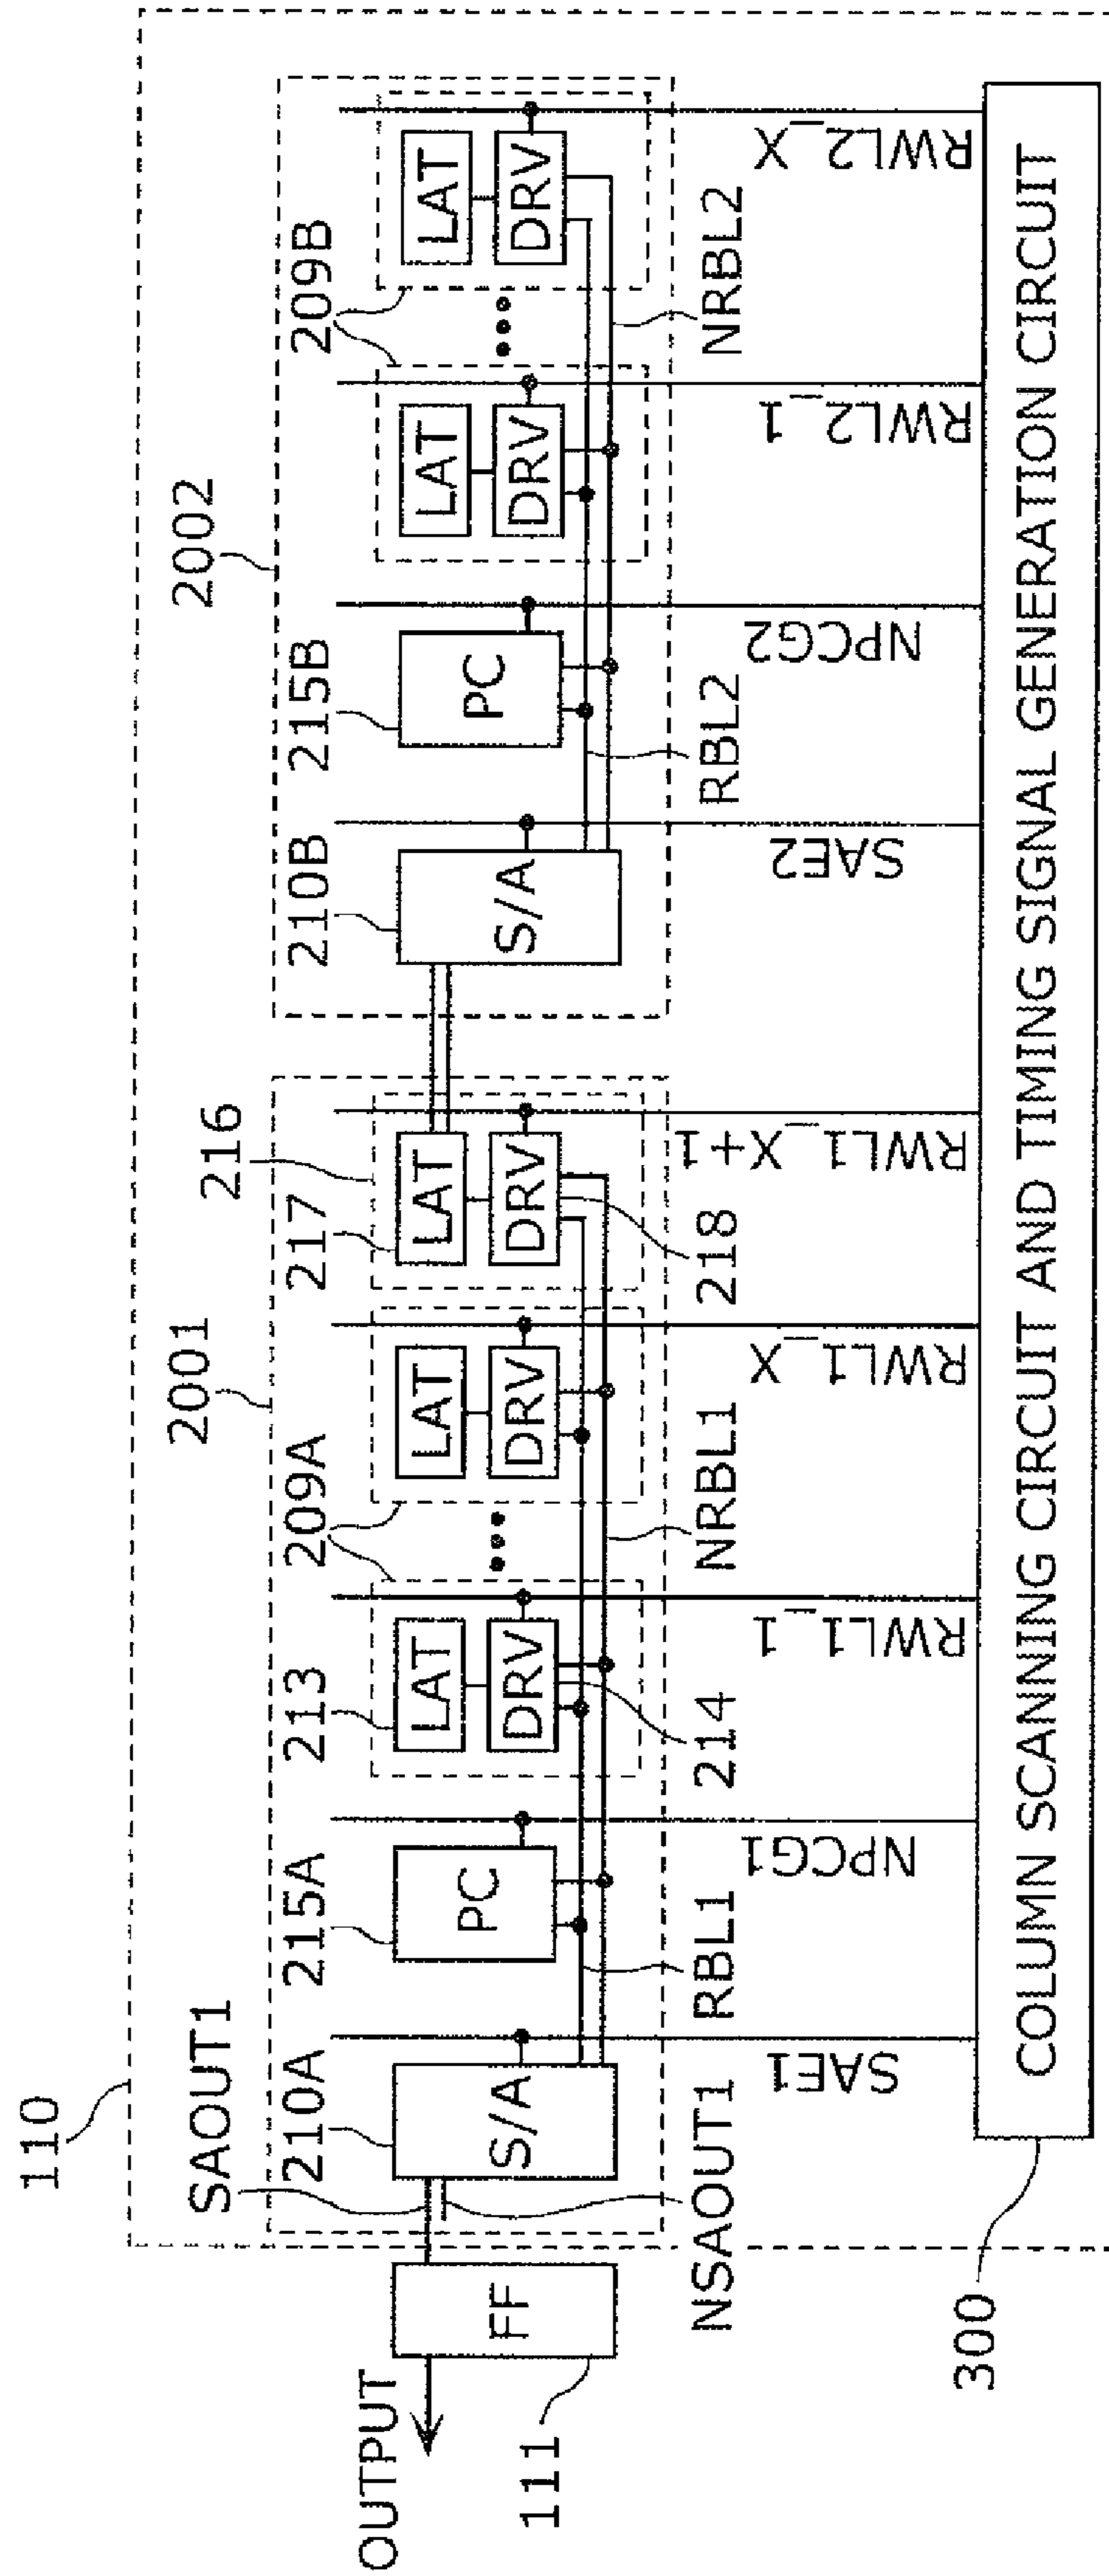 110
2001
2002
SAOUT1
210A
215A
213
209A
217
216
210B
215B
209B
OUTPUT
FF
111
S/A
PC
LAT
DRV
LAT
DRV
LAT
DRV
S/A
PC
LAT
DRV
LAT
DRV
NSAOUT1
RBL1
214
NRBL1
218
RBL2
NRBL2
SAE1
NPCG1
RWL1_1
RWL1_X
RWL1_X+1
SAE2
NPCG2
RWL2_1
RWL2_X
300
COLUMN SCANNING CIRCUIT AND TIMING SIGNAL GENERATION CIRCUIT